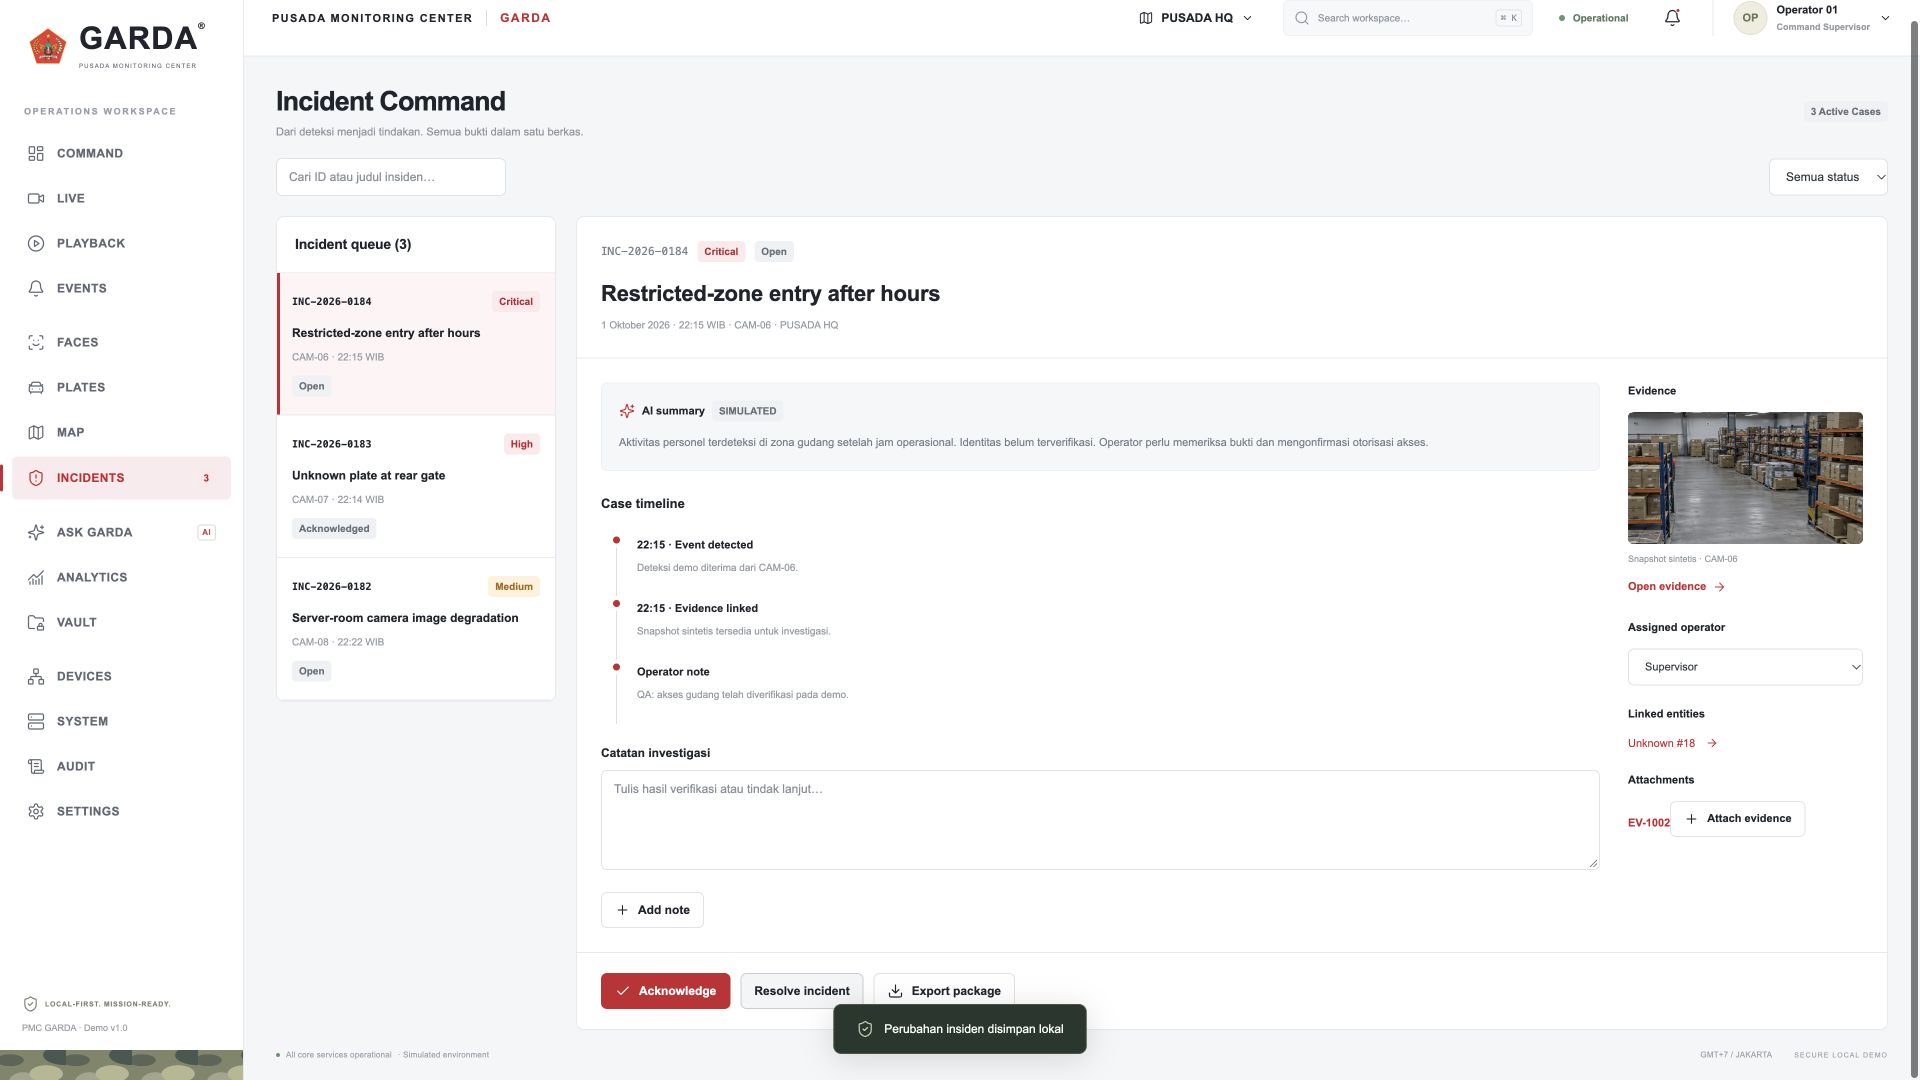 GARDA®
PUSADA MONITORING CENTER
OPERATIONS WORKSPACE
COMMAND
LIVE
PLAYBACK
EVENTS
FACES
PLATES
MAP
INCIDENTS 3
ASK GARDA AI
ANALYTICS
VAULT
DEVICES
SYSTEM
AUDIT
SETTINGS
LOCAL-FIRST. MISSION-READY.
PMC GARDA · Demo v1.0
PUSADA MONITORING CENTER GARDA
PUSADA HQ
Search workspace… ⌘ K
Operational
OP
Operator 01
Command Supervisor
Incident Command
Dari deteksi menjadi tindakan. Semua bukti dalam satu berkas.
3 Active Cases
Cari ID atau judul insiden…
Semua status
Incident queue (3)
INC-2026-0184 Critical
Restricted-zone entry after hours
CAM-06 · 22:15 WIB
Open
INC-2026-0183 High
Unknown plate at rear gate
CAM-07 · 22:14 WIB
Acknowledged
INC-2026-0182 Medium
Server-room camera image degradation
CAM-08 · 22:22 WIB
Open
INC-2026-0184 Critical Open
Restricted-zone entry after hours
1 Oktober 2026 · 22:15 WIB · CAM-06 · PUSADA HQ
AI summary SIMULATED
Aktivitas personel terdeteksi di zona gudang setelah jam operasional. Identitas belum terverifikasi. Operator perlu memeriksa bukti dan mengonfirmasi otorisasi akses.
Case timeline
22:15 · Event detected
Deteksi demo diterima dari CAM-06.
22:15 · Evidence linked
Snapshot sintetis tersedia untuk investigasi.
Operator note
QA: akses gudang telah diverifikasi pada demo.
Catatan investigasi
Tulis hasil verifikasi atau tindak lanjut…
Add note
Evidence
Snapshot sintetis · CAM-06
Open evidence
Assigned operator
Supervisor
Linked entities
Unknown #18
Attachments
EV-1002 Attach evidence
Acknowledge
Resolve incident
Export package
Perubahan insiden disimpan lokal
All core services operational · Simulated environment
GMT+7 / JAKARTA SECURE LOCAL DEMO